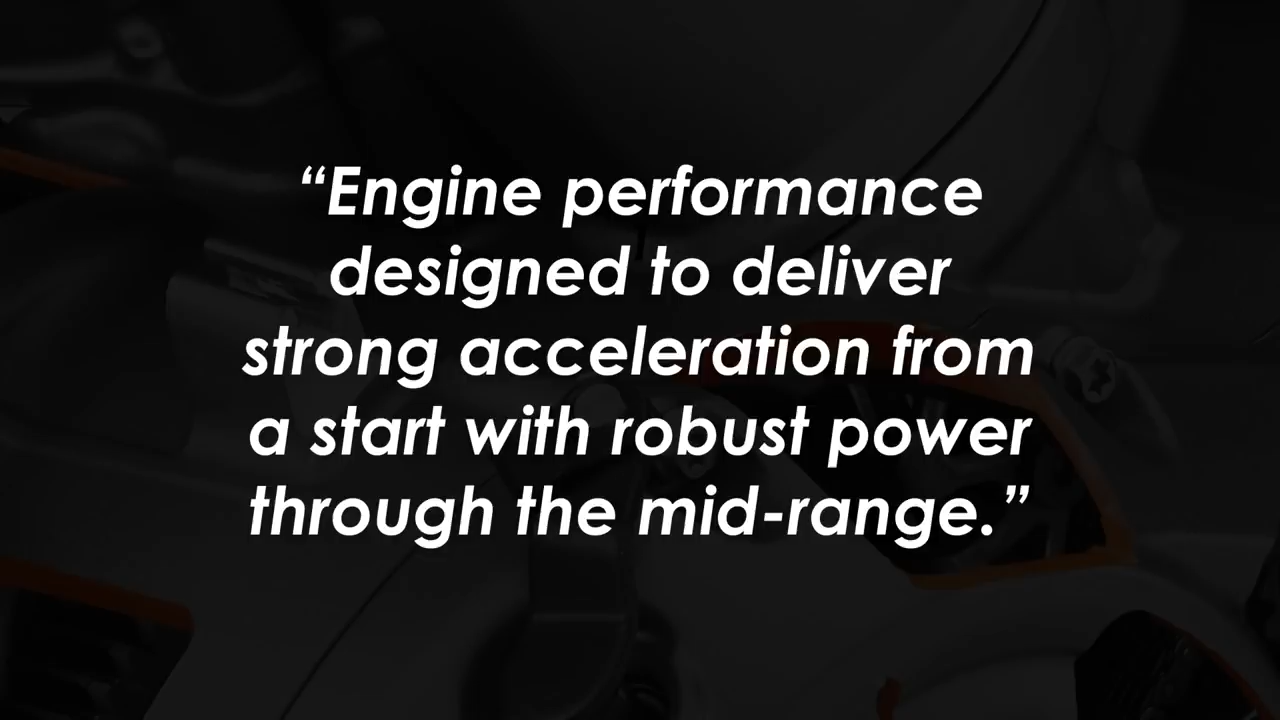 “Engine performance
designed to deliver
strong acceleration from
a start with robust power
through the mid-range.”